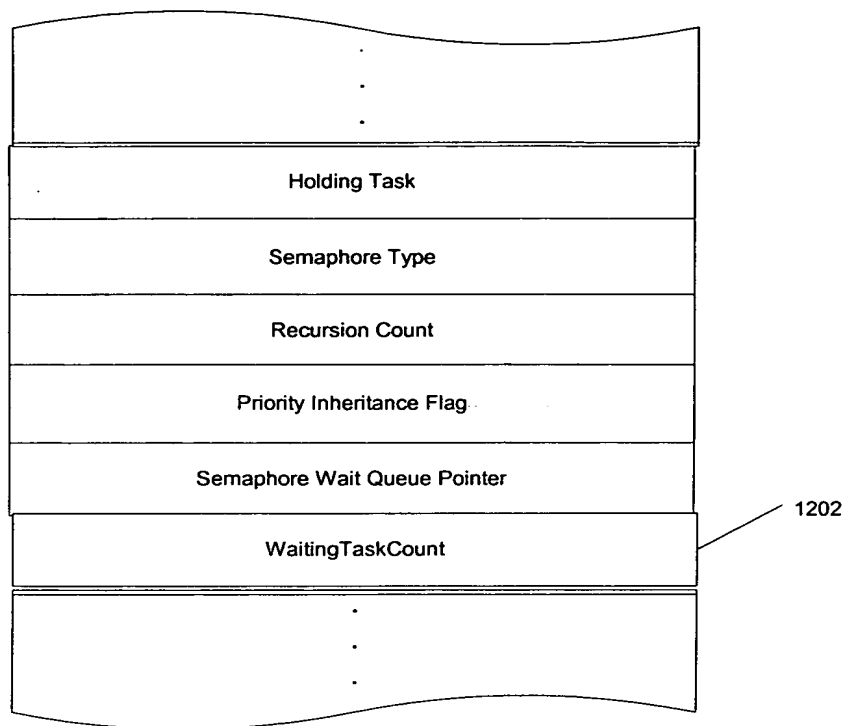 Holding Task
Semaphore Type
Recursion Count
Priority Inheritance Flag
Semaphore Wait Queue Pointer
1202
WaitingTaskCount